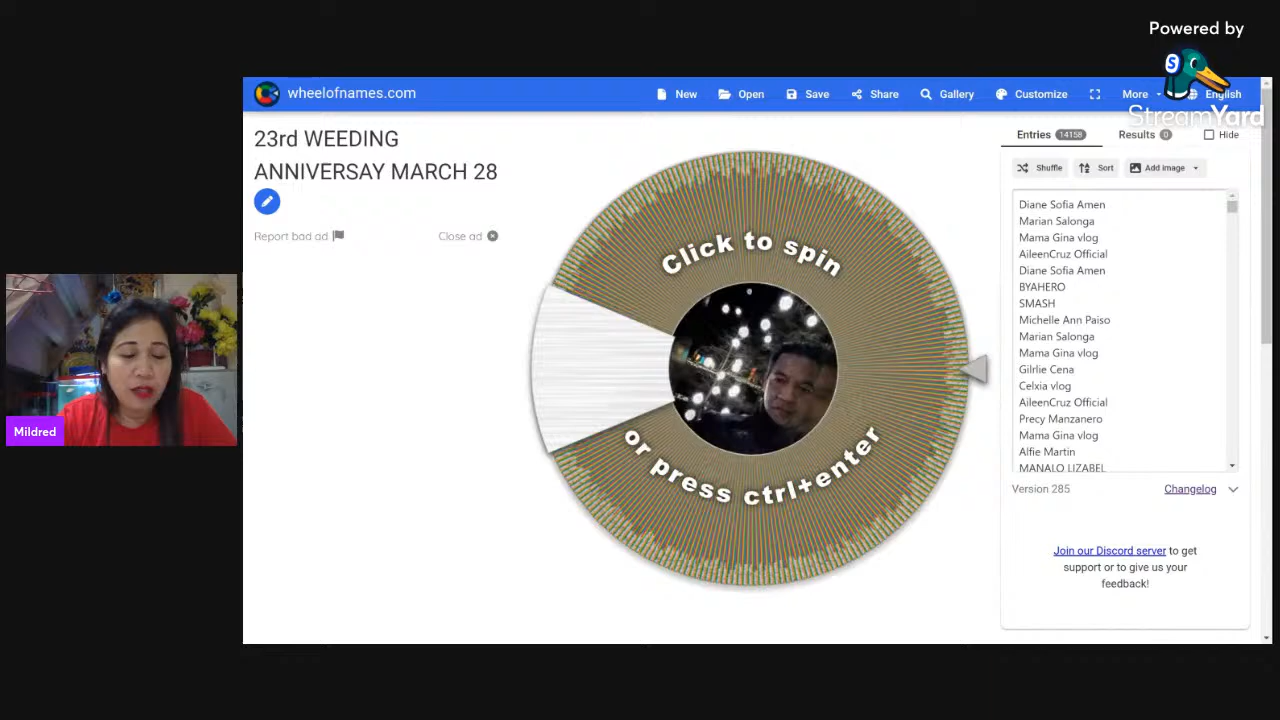 Powered by
StreamYard
wheelofnames.com
New
Open
Save
Share
Gallery
Customize
More
English
23rd WEEDING
ANNIVERSAY MARCH 28
Report bad ad
Close ad
Click to spin
or press ctrl+enter
Entries 14158
Results 0
Hide
Shuffle
Sort
Add image
Diane Sofia Amen
Marian Salonga
Mama Gina vlog
AileenCruz Official
Diane Sofia Amen
BYAHERO
SMASH
Michelle Ann Paiso
Marian Salonga
Mama Gina vlog
Gilrlie Cena
Celxia vlog
AileenCruz Official
Precy Manzanero
Mama Gina vlog
Alfie Martin
MANALO LIZABEL
Version 285
Changelog
Join our Discord server to get
support or to give us your
feedback!
Mildred